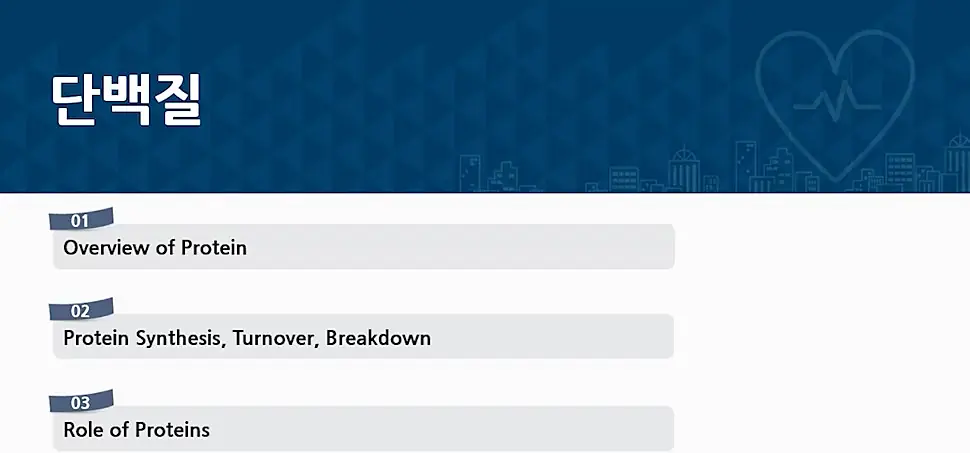 단백질
01
Overview of Protein
02
Protein Synthesis, Turnover, Breakdown
03
Role of Proteins